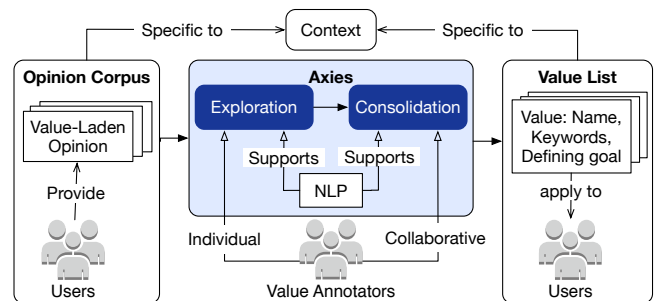 Specific to
Context
Specific to
Opinion Corpus
Value-Laden
Opinion
Provide
Users
Axies
Exploration
Consolidation
Supports
Supports
NLP
Individual
Collaborative
Value Annotators
Value List
Value: Name,
Keywords,
Defining goal
apply to
Users